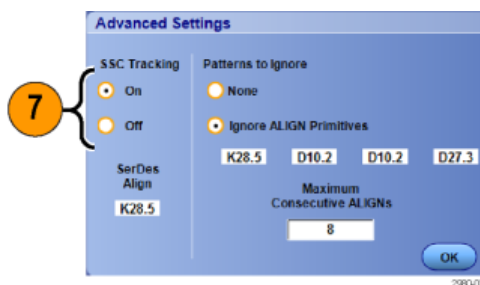 Advanced Settings
SSC Tracking
On
Off
SerDes
Align
K28.5
Patterns to Ignore
None
Ignore ALIGN Primitives
K28.5 D10.2 D10.2 D27.3
Maximum
Consecutive ALIGNs
8
OK
7